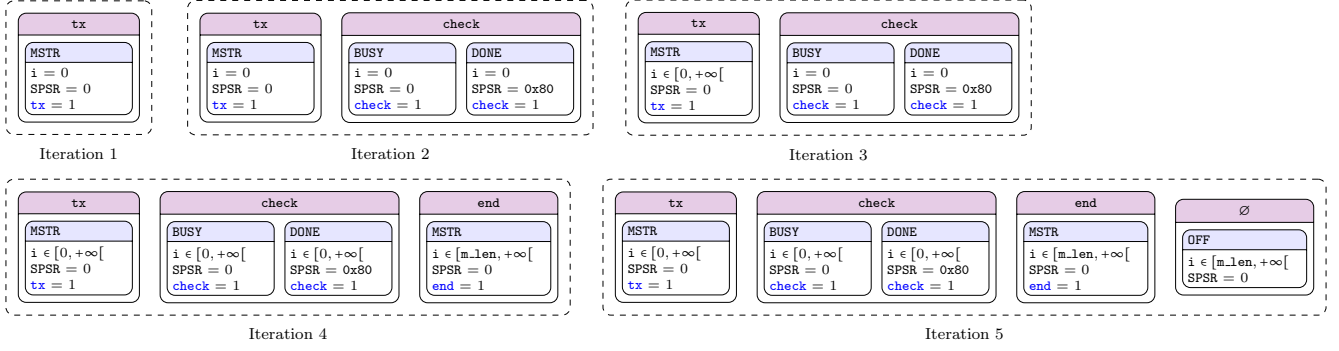 tx
MSTR
i = 0
SPSR = 0
tx = 1
Iteration 1
tx
MSTR
i = 0
SPSR = 0
tx = 1
check
BUSY
i = 0
SPSR = 0
check = 1
DONE
i = 0
SPSR = 0x80
check = 1
Iteration 2
tx
MSTR
i ∈ [0, +∞[
SPSR = 0
tx = 1
check
BUSY
i = 0
SPSR = 0
check = 1
DONE
i = 0
SPSR = 0x80
check = 1
Iteration 3
tx
MSTR
i ∈ [0, +∞[
SPSR = 0
tx = 1
check
BUSY
i ∈ [0, +∞[
SPSR = 0
check = 1
DONE
i ∈ [0, +∞[
SPSR = 0x80
check = 1
end
MSTR
i ∈ [m_len, +∞[
SPSR = 0
end = 1
Iteration 4
tx
MSTR
i ∈ [0, +∞[
SPSR = 0
tx = 1
check
BUSY
i ∈ [0, +∞[
SPSR = 0
check = 1
DONE
i ∈ [0, +∞[
SPSR = 0x80
check = 1
end
MSTR
i ∈ [m_len, +∞[
SPSR = 0
end = 1
∅
OFF
i ∈ [m_len, +∞[
SPSR = 0
Iteration 5